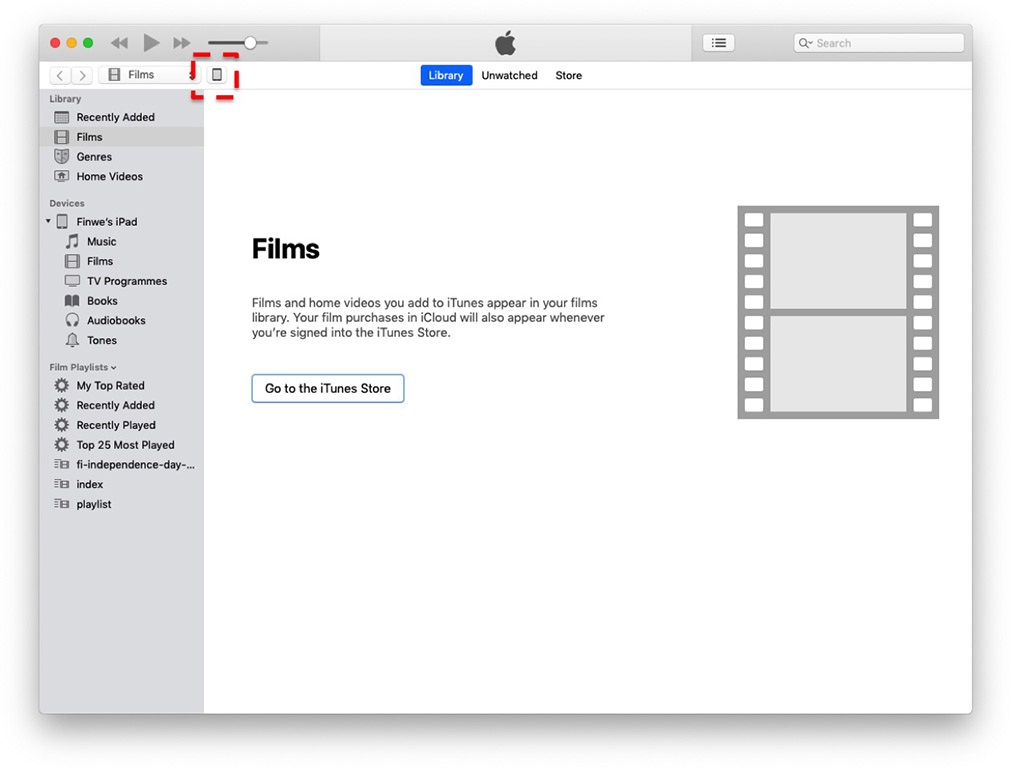 Search
Films
Library
Unwatched
Store
Library
Recently Added
Films
Genres
Home Videos
Devices
Finwe's iPad
Music
Films
TV Programmes
Books
Audiobooks
Tones
Film Playlists
My Top Rated
Recently Added
Recently Played
Top 25 Most Played
fi-independence-day-...
index
playlist
Films
Films and home videos you add to iTunes appear in your films
library. Your film purchases in iCloud will also appear whenever
you're signed into the iTunes Store.
Go to the iTunes Store